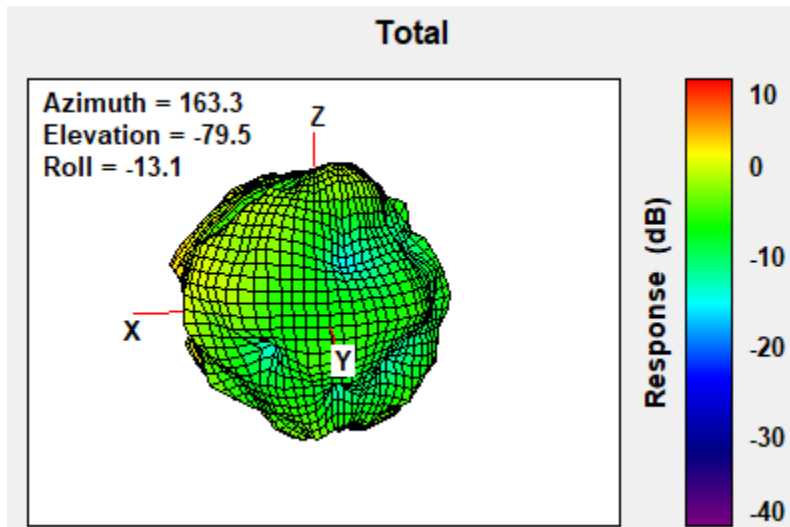 Total
Azimuth = 163.3
Elevation = -79.5
Roll = -13.1
Z
X
Y
Response (dB)
10
0
-10
-20
-30
-40